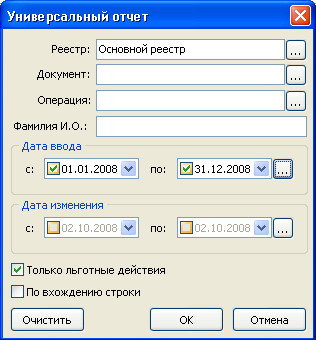 Универсальный отчет
Реестр: Основной реестр ...
Документ: ...
Операция: ...
Фамилия И.О.:
Дата ввода
с: 01.01.2008 по: 31.12.2008 ...
Дата изменения
с: 02.10.2008 по: 02.10.2008 ...
Только льготные действия
По вхождению строки
Очистить OK Отмена